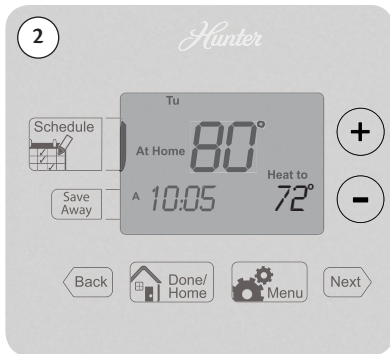 2
Hunter
Tu
Schedule
At Home 80°
Heat to
Save
Away
A 10:05 72°
+
-
Back
Done/
Home
Menu
Next